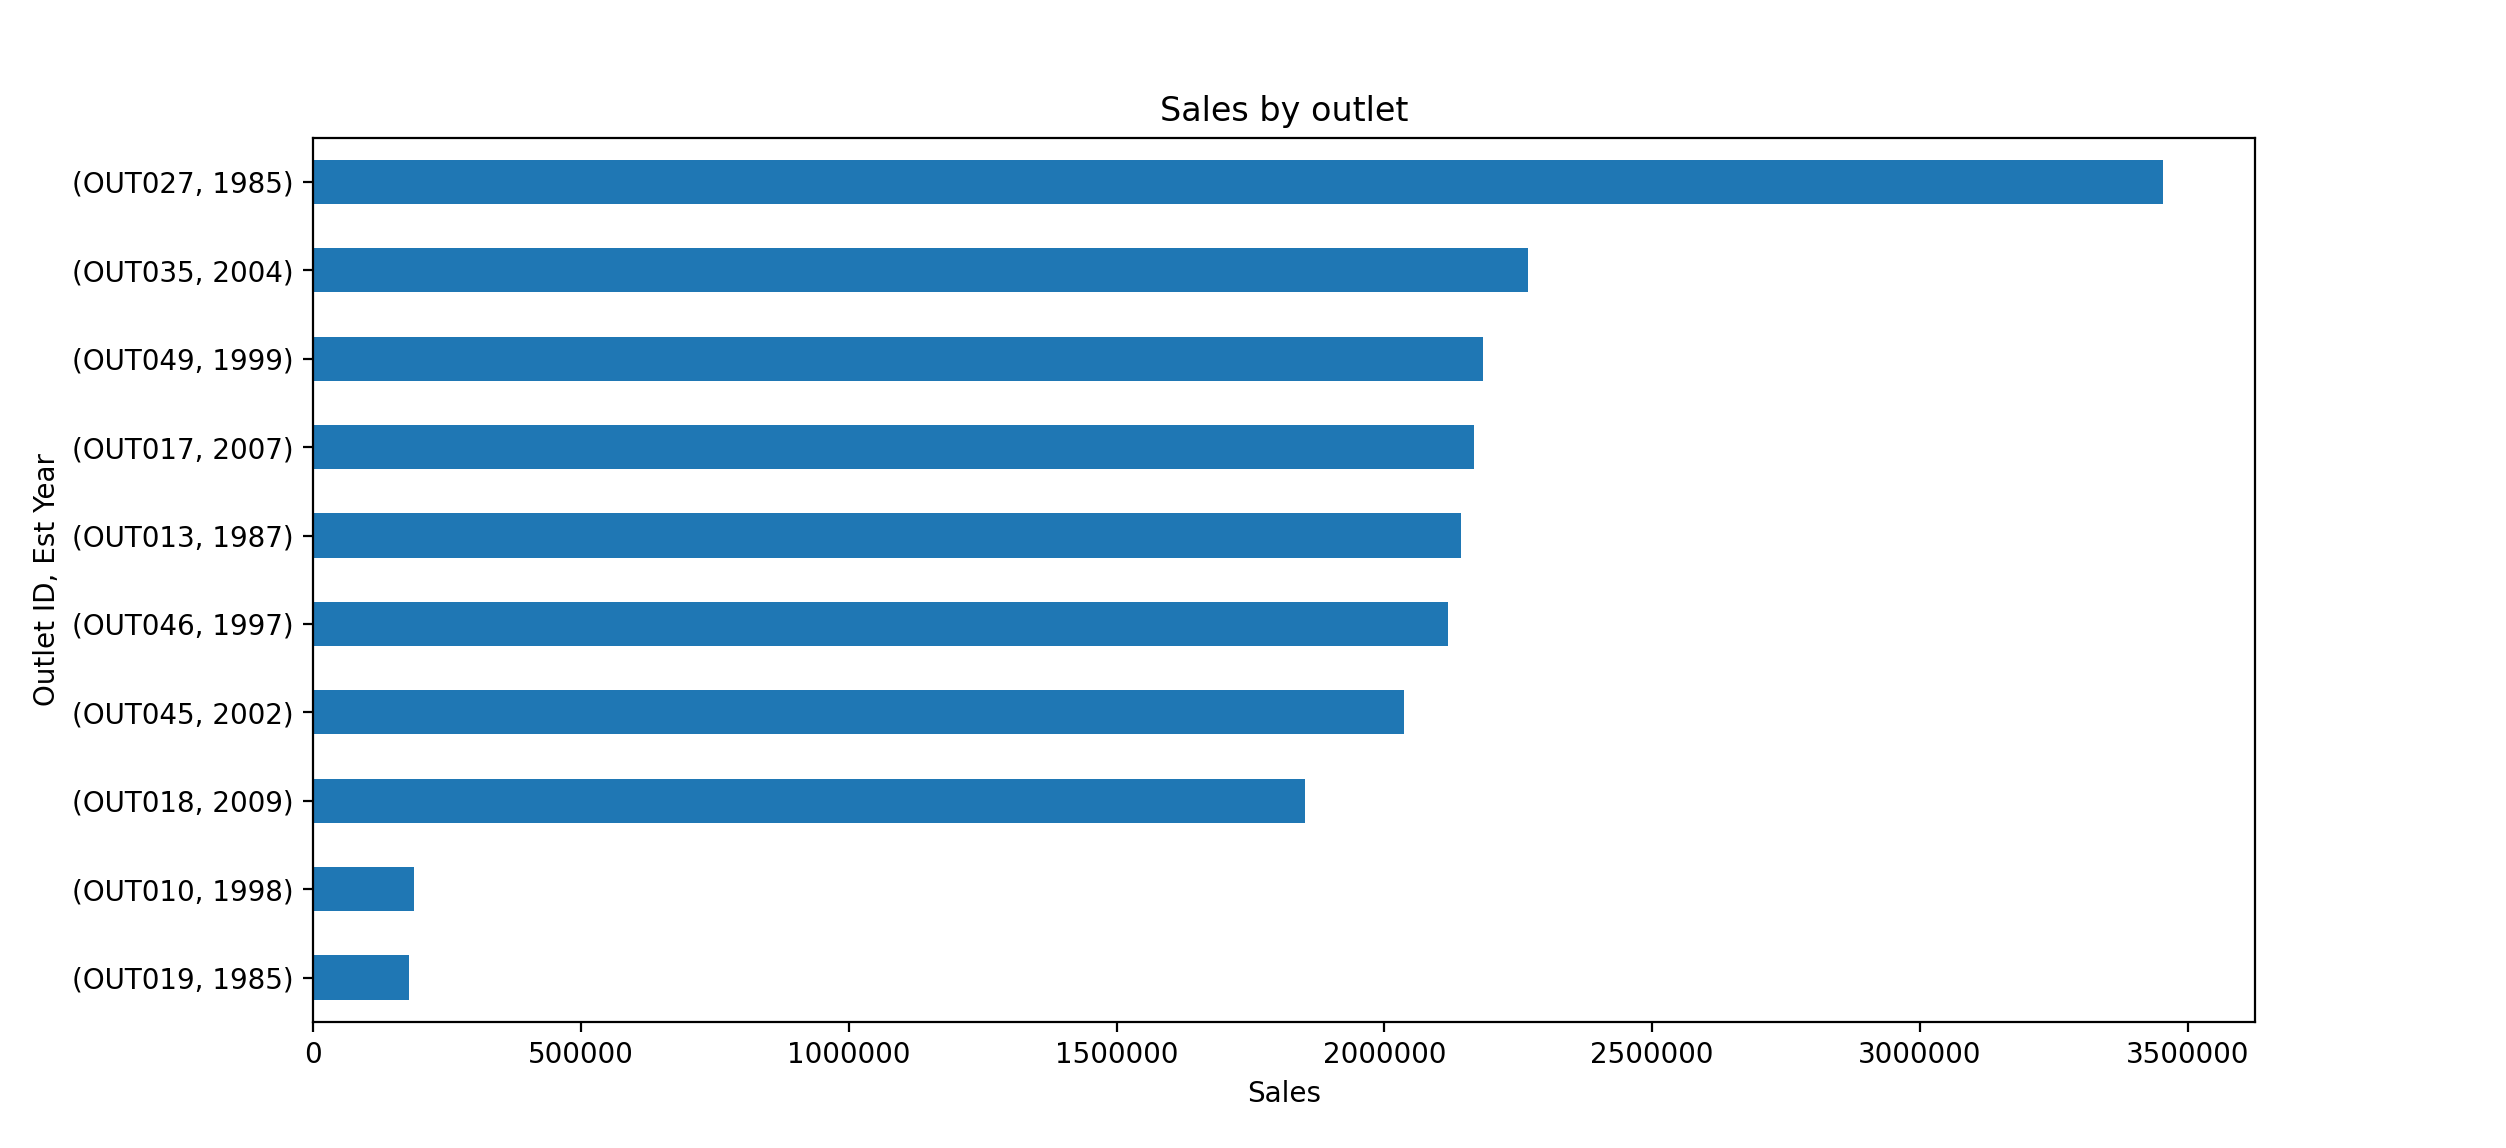 Sales by outlet
(OUT027, 1985)
(OUT035, 2004)
(OUT049, 1999)
(OUT017, 2007)
(OUT013, 1987)
(OUT046, 1997)
(OUT045, 2002)
(OUT018, 2009)
(OUT010, 1998)
(OUT019, 1985)
Outlet ID, Est Year
0 500000 1000000 1500000 2000000 2500000 3000000 3500000
Sales